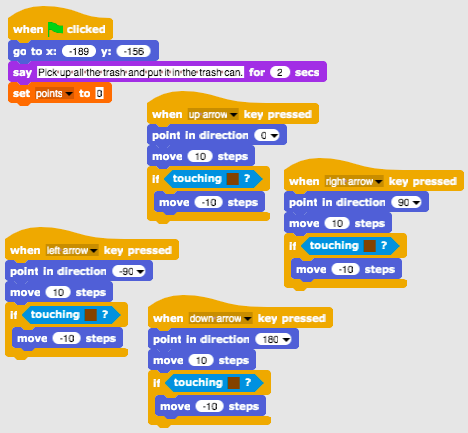 when clicked
go to x: -189 y: -156
say Pick up all the trash and put it in the trash can. for 2 secs
set points to 0
when up arrow key pressed
point in direction 0
move 10 steps
if touching ?
move -10 steps
when right arrow key pressed
point in direction 90
move 10 steps
if touching ?
move -10 steps
when left arrow key pressed
point in direction -90
move 10 steps
if touching ?
move -10 steps
when down arrow key pressed
point in direction 180
move 10 steps
if touching ?
move -10 steps